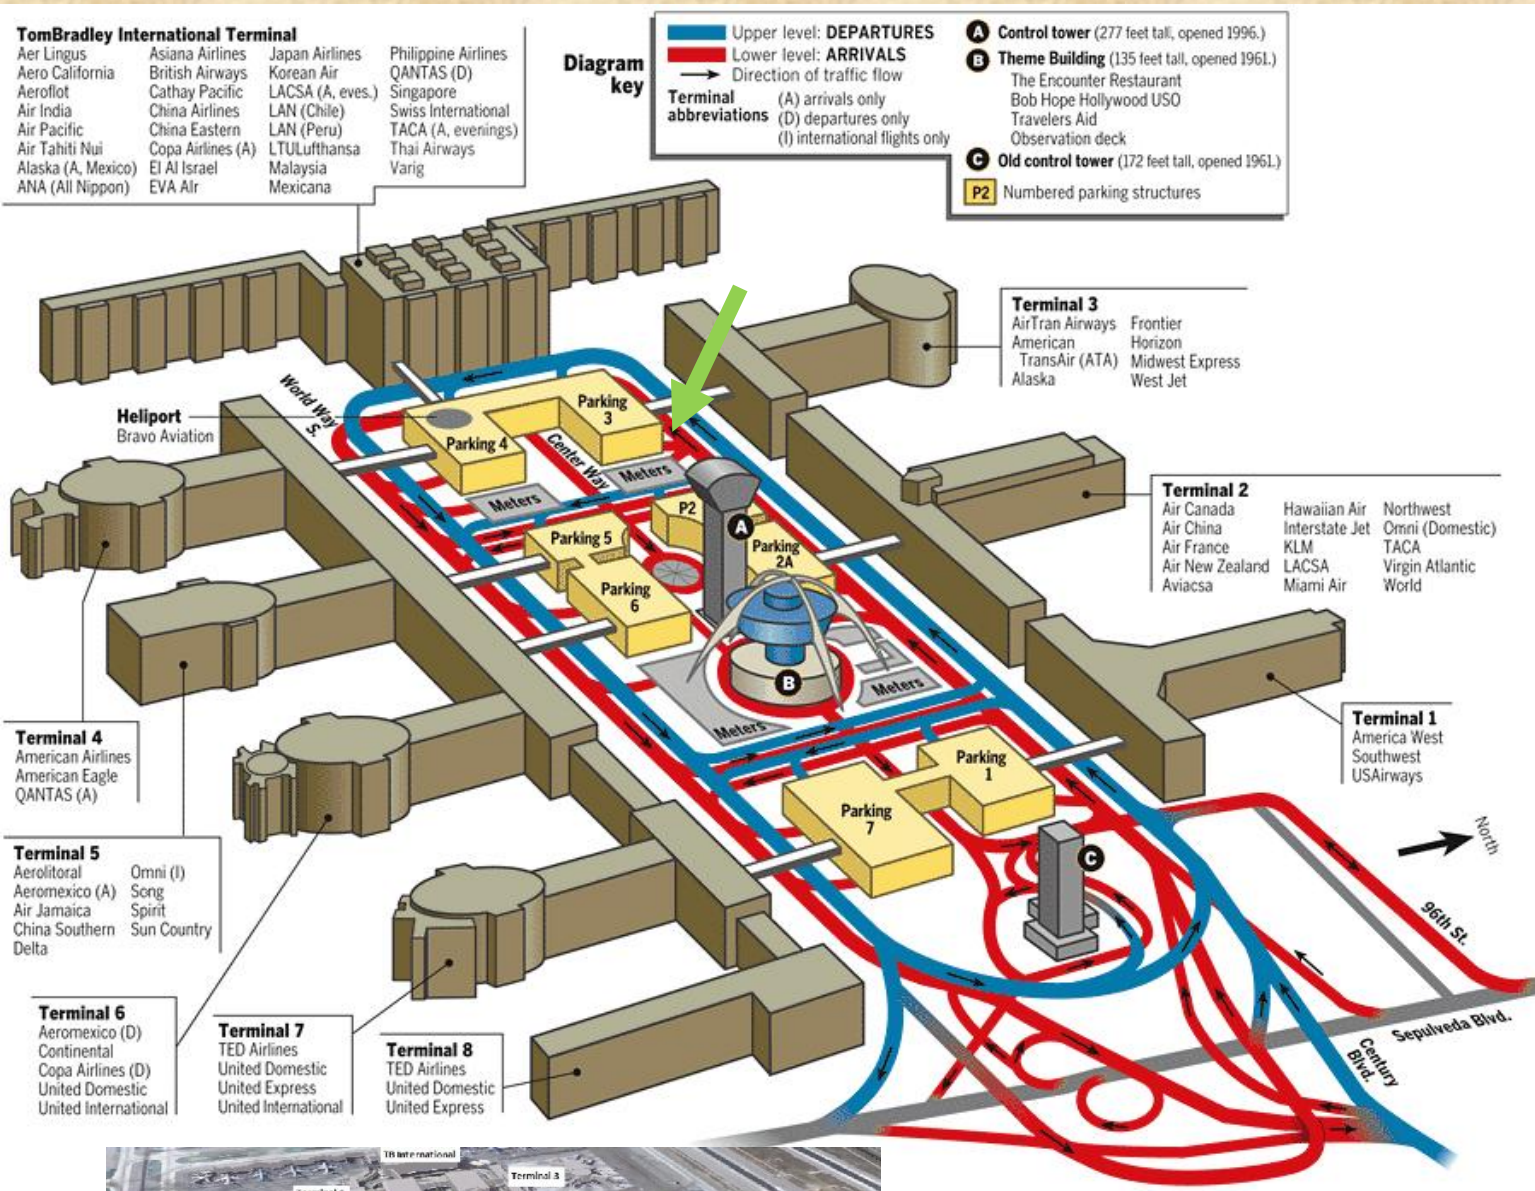 TomBradley International Terminal
Aer Lingus
Aero California
Aeroflot
Air India
Air Pacific
Air Tahiti Nui
Alaska (A, Mexico)
ANA (All Nippon)
Asiana Airlines
British Airways
Cathay Pacific
China Airlines
China Eastern
Copa Airlines (A)
El Al Israel
EVA AIr
Japan Airlines
Korean Air
LACSA (A, eves.)
LAN (Chile)
LAN (Peru)
LTULufthansa
Malaysia
Mexicana
Philippine Airlines
QANTAS (D)
Singapore
Swiss International
TACA (A, evenings)
Thai Airways
Varig
Diagram
key
Upper level: DEPARTURES
Lower level: ARRIVALS
Direction of traffic flow
Terminal
abbreviations
(A) arrivals only
(D) departures only
(I) international flights only
A Control tower (277 feet tall, opened 1996.)
B Theme Building (135 feet tall, opened 1961.)
The Encounter Restaurant
Bob Hope Hollywood USO
Travelers Aid
Observation deck
C Old control tower (172 feet tall, opened 1961.)
P2 Numbered parking structures
Terminal 3
AirTran Airways
American
TransAir (ATA)
Alaska
Frontier
Horizon
Midwest Express
West Jet
World Way
S.
Heliport
Bravo Aviation
Parking
3
Parking 4
Center Way
Meters
Meters
P2
A
Parking 5
Parking
2A
Parking
6
B
Meters
Meters
Terminal 2
Air Canada
Air China
Air France
Air New Zealand
Aviacsa
Hawaiian Air
Interstate Jet
KLM
LACSA
Miami Air
Northwest
Omni (Domestic)
TACA
Virgin Atlantic
World
Terminal 1
America West
Southwest
USAirways
Parking
1
Parking
7
C
North
96th St.
Sepulveda Blvd.
Century
Blvd.
Terminal 4
American Airlines
American Eagle
QANTAS (A)
Terminal 5
Aerolitoral
Aeromexico (A)
Air Jamaica
China Southern
Delta
Omni (I)
Song
Spirit
Sun Country
Terminal 6
Aeromexico (D)
Continental
Copa Airlines (D)
United Domestic
United International
Terminal 7
TED Airlines
United Domestic
United Express
United International
Terminal 8
TED Airlines
United Domestic
United Express
TB International
Terminal 3